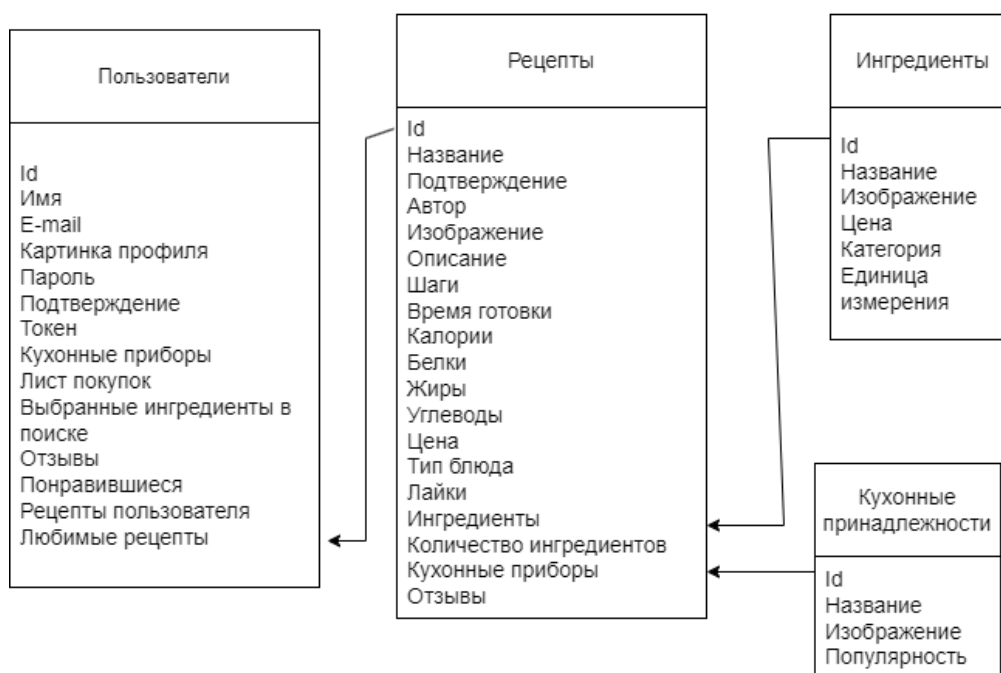 Пользователи
Id
Имя
E-mail
Картинка профиля
Пароль
Подтверждение
Токен
Кухонные приборы
Лист покупок
Выбранные ингредиенты в
поиске
Отзывы
Понравившиеся
Рецепты пользователя
Любимые рецепты
Рецепты
Id
Название
Подтверждение
Автор
Изображение
Описание
Шаги
Время готовки
Калории
Белки
Жиры
Углеводы
Цена
Тип блюда
Лайки
Ингредиенты
Количество ингредиентов
Кухонные приборы
Отзывы
Ингредиенты
Id
Название
Изображение
Цена
Категория
Единица
измерения
Кухонные
принадлежности
Id
Название
Изображение
Популярность